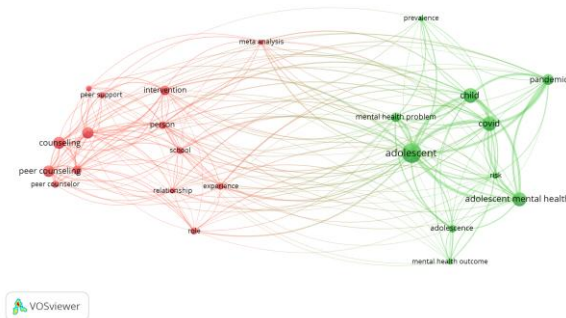 prevalence
meta analysis
pandemic
peer support
intervention
child
mental health problem
covid
person
counseling
school
adolescent
peer counseling
peer counselor
relationship
experience
risk
adolescent mental health
role
adolescence
mental health outcome
VOSviewer